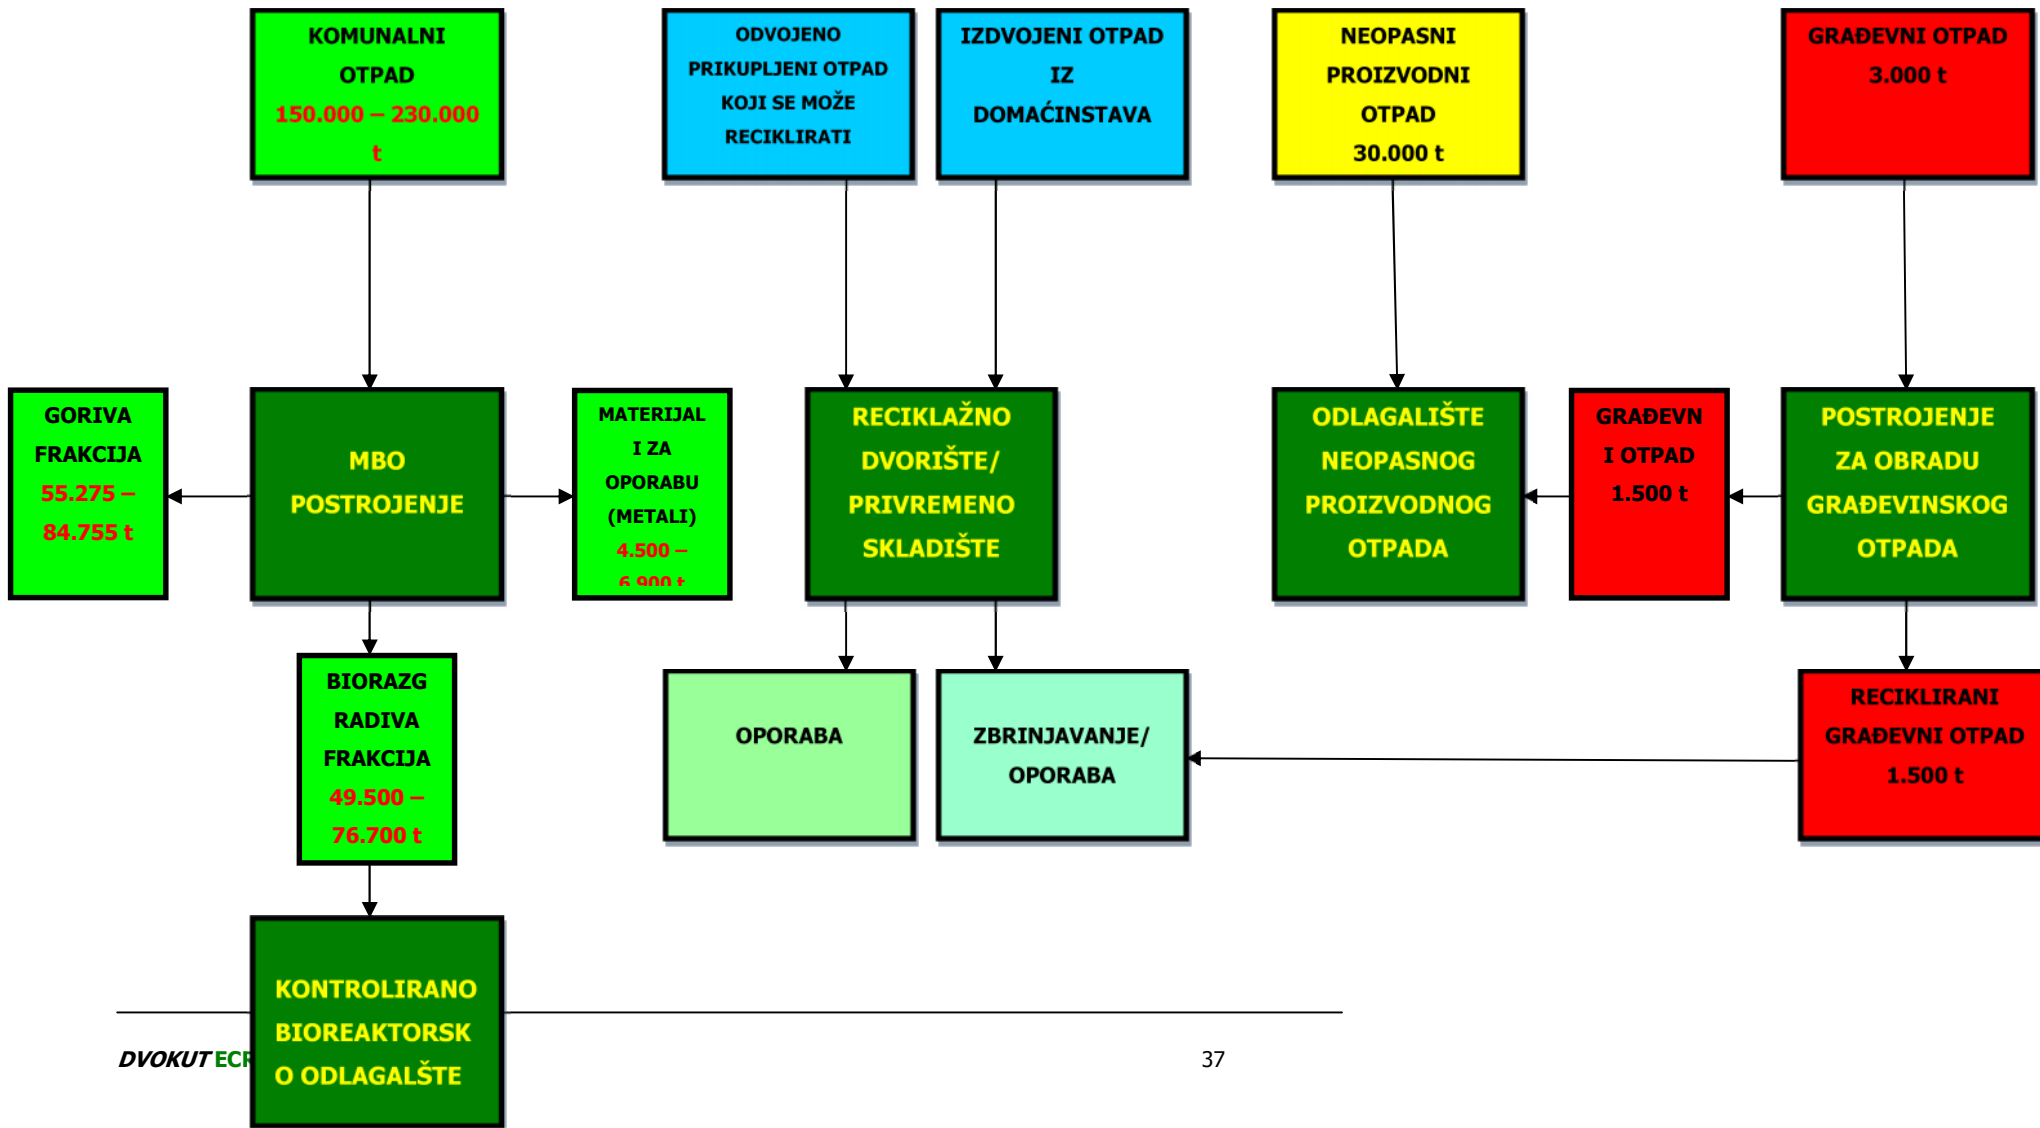 KOMUNALNI
OTPAD
150.000 – 230.000
t
ODVOJENO
PRIKUPLJENI OTPAD
KOJI SE MOŽE
RECIKLIRATI
IZDVOJENI OTPAD
IZ
DOMAĆINSTAVA
NEOPASNI
PROIZVODNI
OTPAD
30.000 t
GRAĐEVNI OTPAD
3.000 t
GORIVA
FRAKCIJA
55.275 –
84.755 t
MBO
POSTROJENJE
MATERIJAL
I ZA
OPORABU
(METALI)
4.500 –
6.900 t
RECIKLAŽNO
DVORIŠTE/
PRIVREMENO
SKLADIŠTE
ODLAGALIŠTE
NEOPASNOG
PROIZVODNOG
OTPADA
GRAĐEVN
I OTPAD
1.500 t
POSTROJENJE
ZA OBRADU
GRAĐEVINSKOG
OTPADA
BIORAZG
RADIVA
FRAKCIJA
49.500 –
76.700 t
OPORABA
ZBRINJAVANJE/
OPORABA
RECIKLIRANI
GRAĐEVNI OTPAD
1.500 t
KONTROLIRANO
BIOREAKTORSK
O ODLAGALŠTE
DVOKUT
37